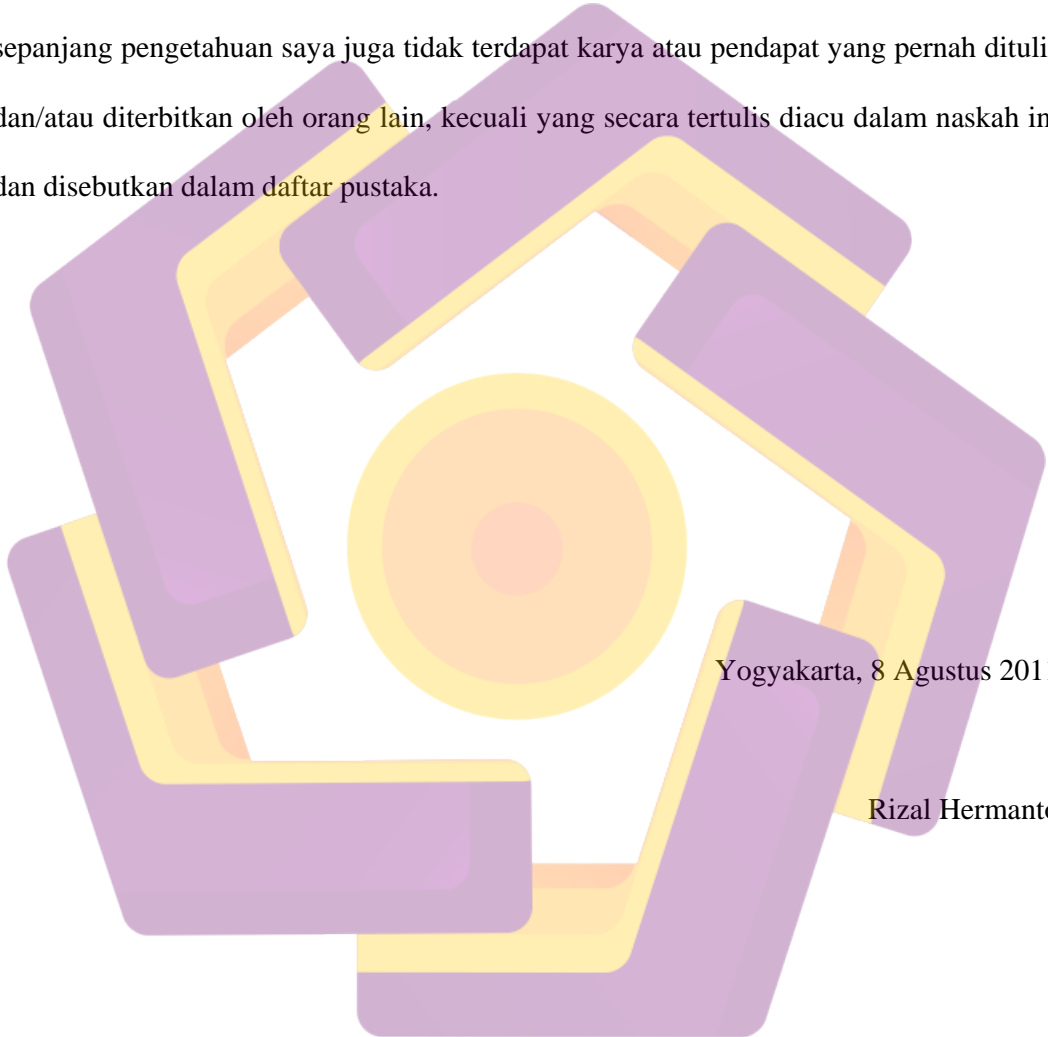 sepanjang pengetahuan saya juga tidak terdapat karya atau pendapat yang pernah dituli
dan/atau diterbitkan oleh orang lain, kecuali yang secara tertulis diacu dalam naskah in
dan disebutkan dalam daftar pustaka.
Yogyakarta, 8 Agustus 201
Rizal Hermanto